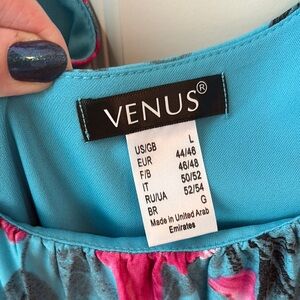 VENUS®
US/GB L
EUR 44/46
F/B 46/48
IT 50/52
RU/UA 52/54
BR G
Made in United Arab
Emirates